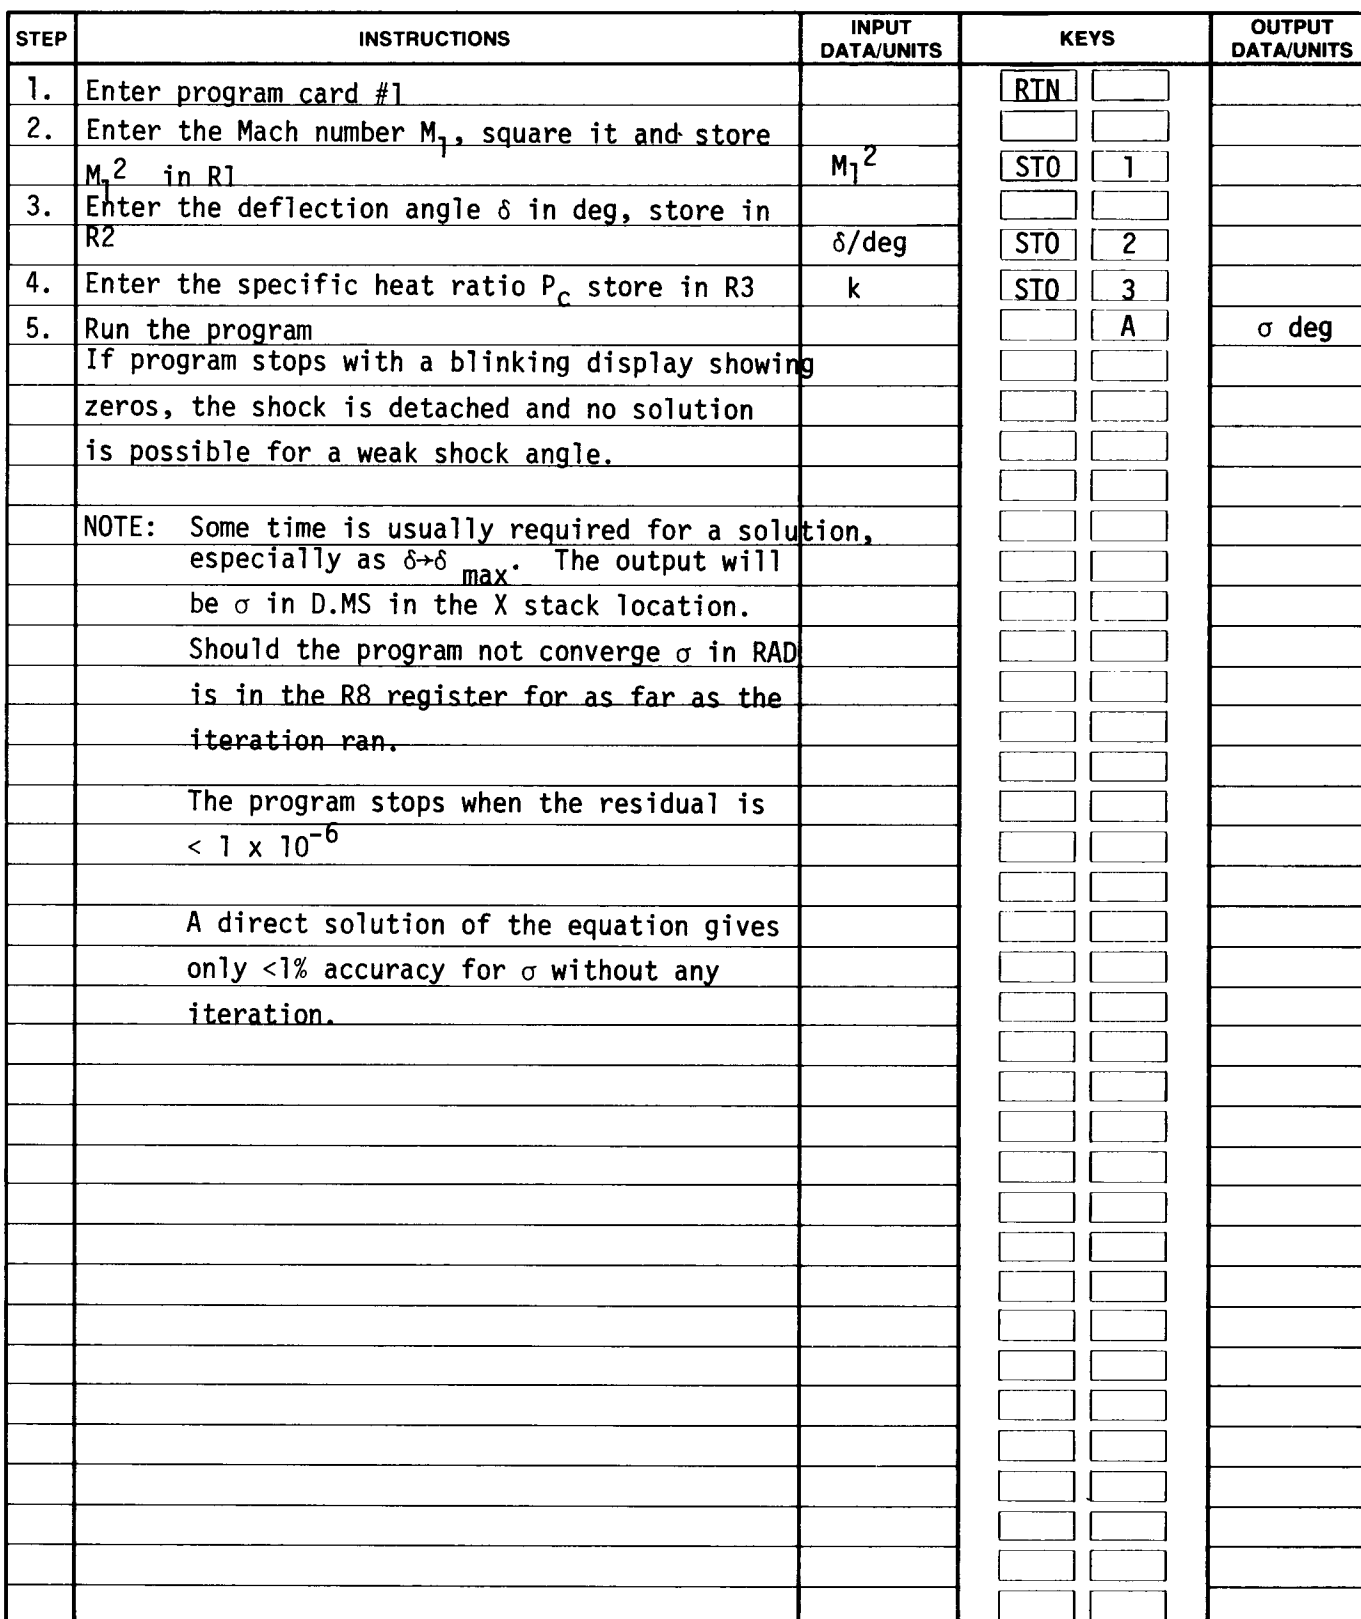 STEP INSTRUCTIONS INPUT DATA/UNITS KEYS OUTPUT DATA/UNITS
1. Enter program card #1 RTN
2. Enter the Mach number M₁, square it and store
M₁² in R1 M₁² STO 1
3. Enter the deflection angle δ in deg, store in
R2 δ/deg STO 2
4. Enter the specific heat ratio P_c store in R3 k STO 3
5. Run the program A σ deg
If program stops with a blinking display showing
zeros, the shock is detached and no solution
is possible for a weak shock angle.
NOTE: Some time is usually required for a solution,
especially as δ→δ max. The output will
be σ in D.MS in the X stack location.
Should the program not converge σ in RAD
is in the R8 register for as far as the
iteration ran.
The program stops when the residual is
< 1 x 10⁻⁶
A direct solution of the equation gives
only <1% accuracy for σ without any
iteration.